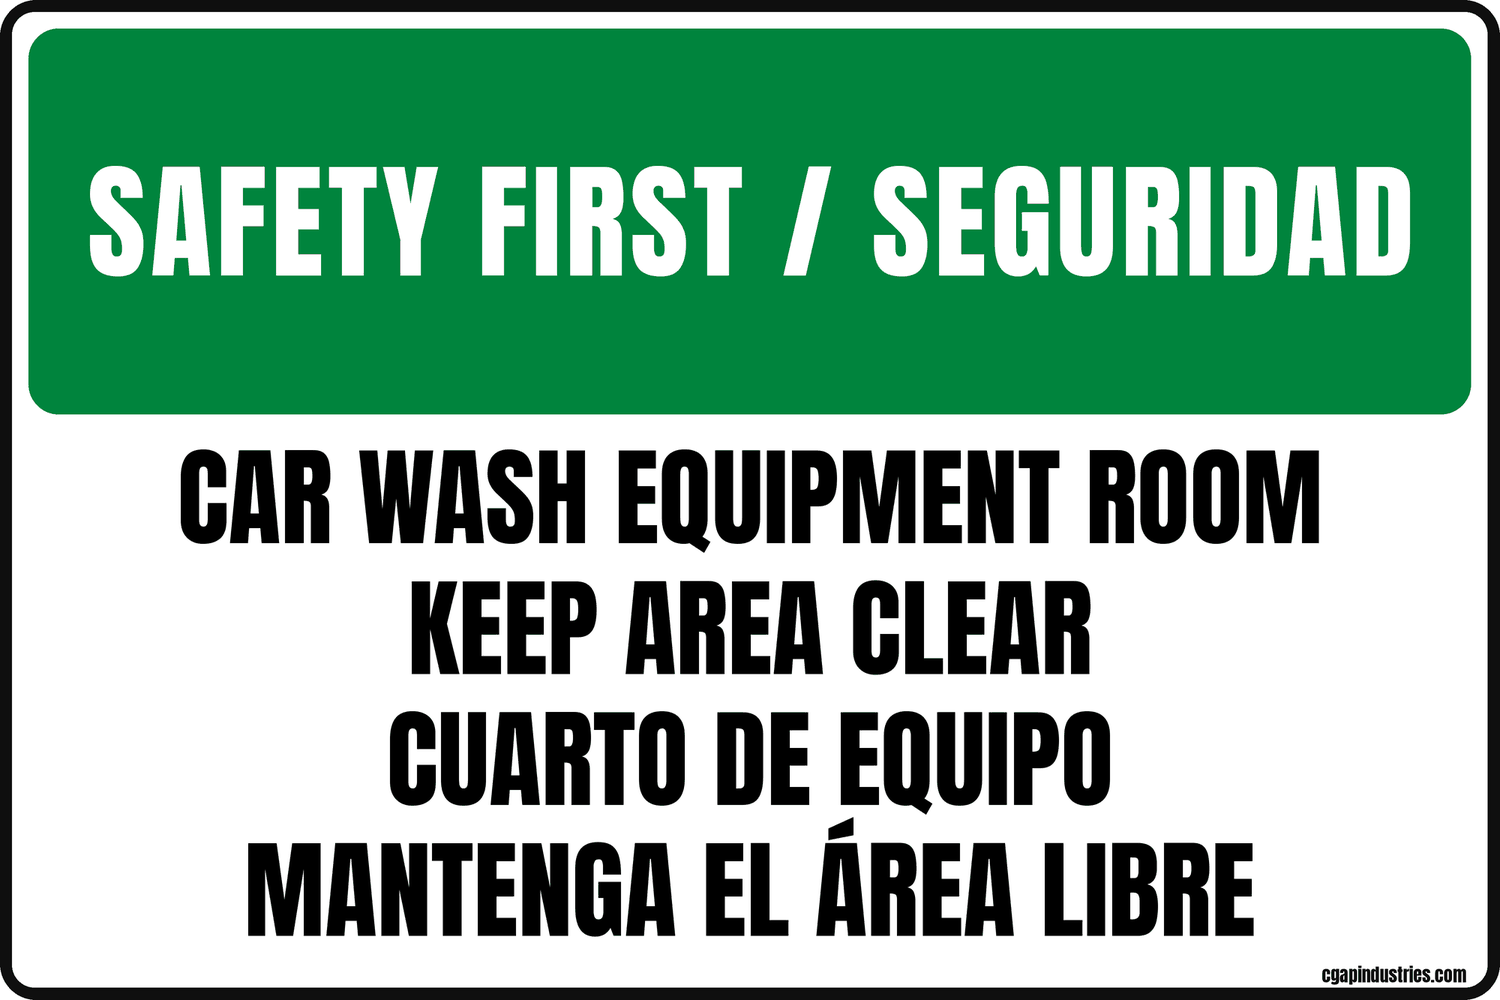 SAFETY FIRST / SEGURIDAD
CAR WASH EQUIPMENT ROOM
KEEP AREA CLEAR
CUARTO DE EQUIPO
MANTENGA EL ÁREA LIBRE
cgapindustries.com